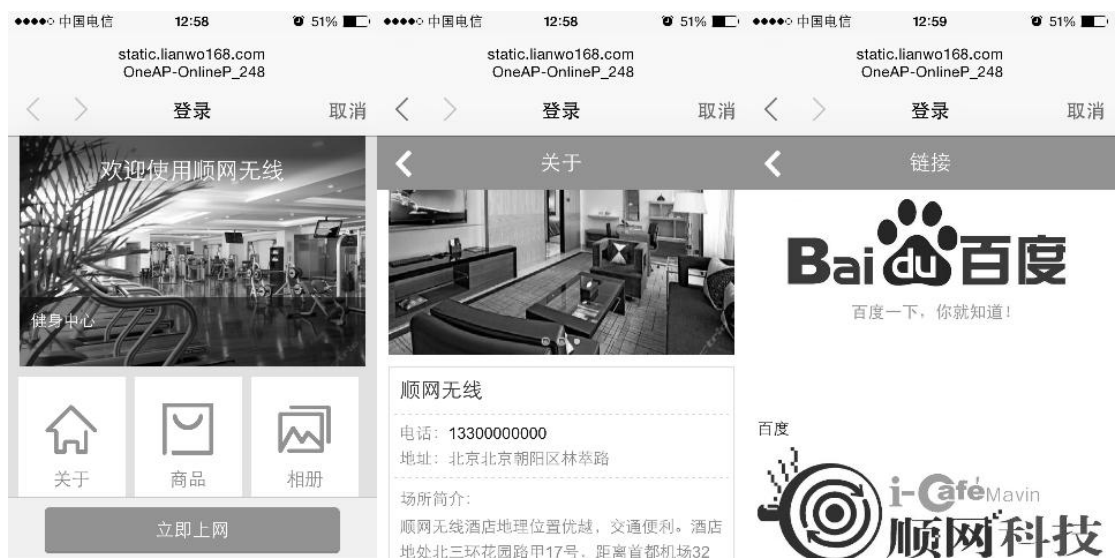 中国电信 12:58 51%
static.lianwo168.com
OneAP-OnlineP_248
登录 取消
欢迎使用顺网无线
健身中心
关于 商品 相册
立即上网
中国电信 12:58 51%
static.lianwo168.com
OneAP-OnlineP_248
登录 取消
关于
顺网无线
电话：13300000000
地址：北京北京朝阳区林萃路
场所简介：
顺网无线酒店地理位置优越，交通便利。酒店
地处北三环花园路甲17号，距离首都机场32
中国电信 12:59 51%
static.lianwo168.com
OneAP-OnlineP_248
登录 取消
链接
Bai du 百度
百度一下，你就知道！
百度
i-Café Mavin
顺网科技